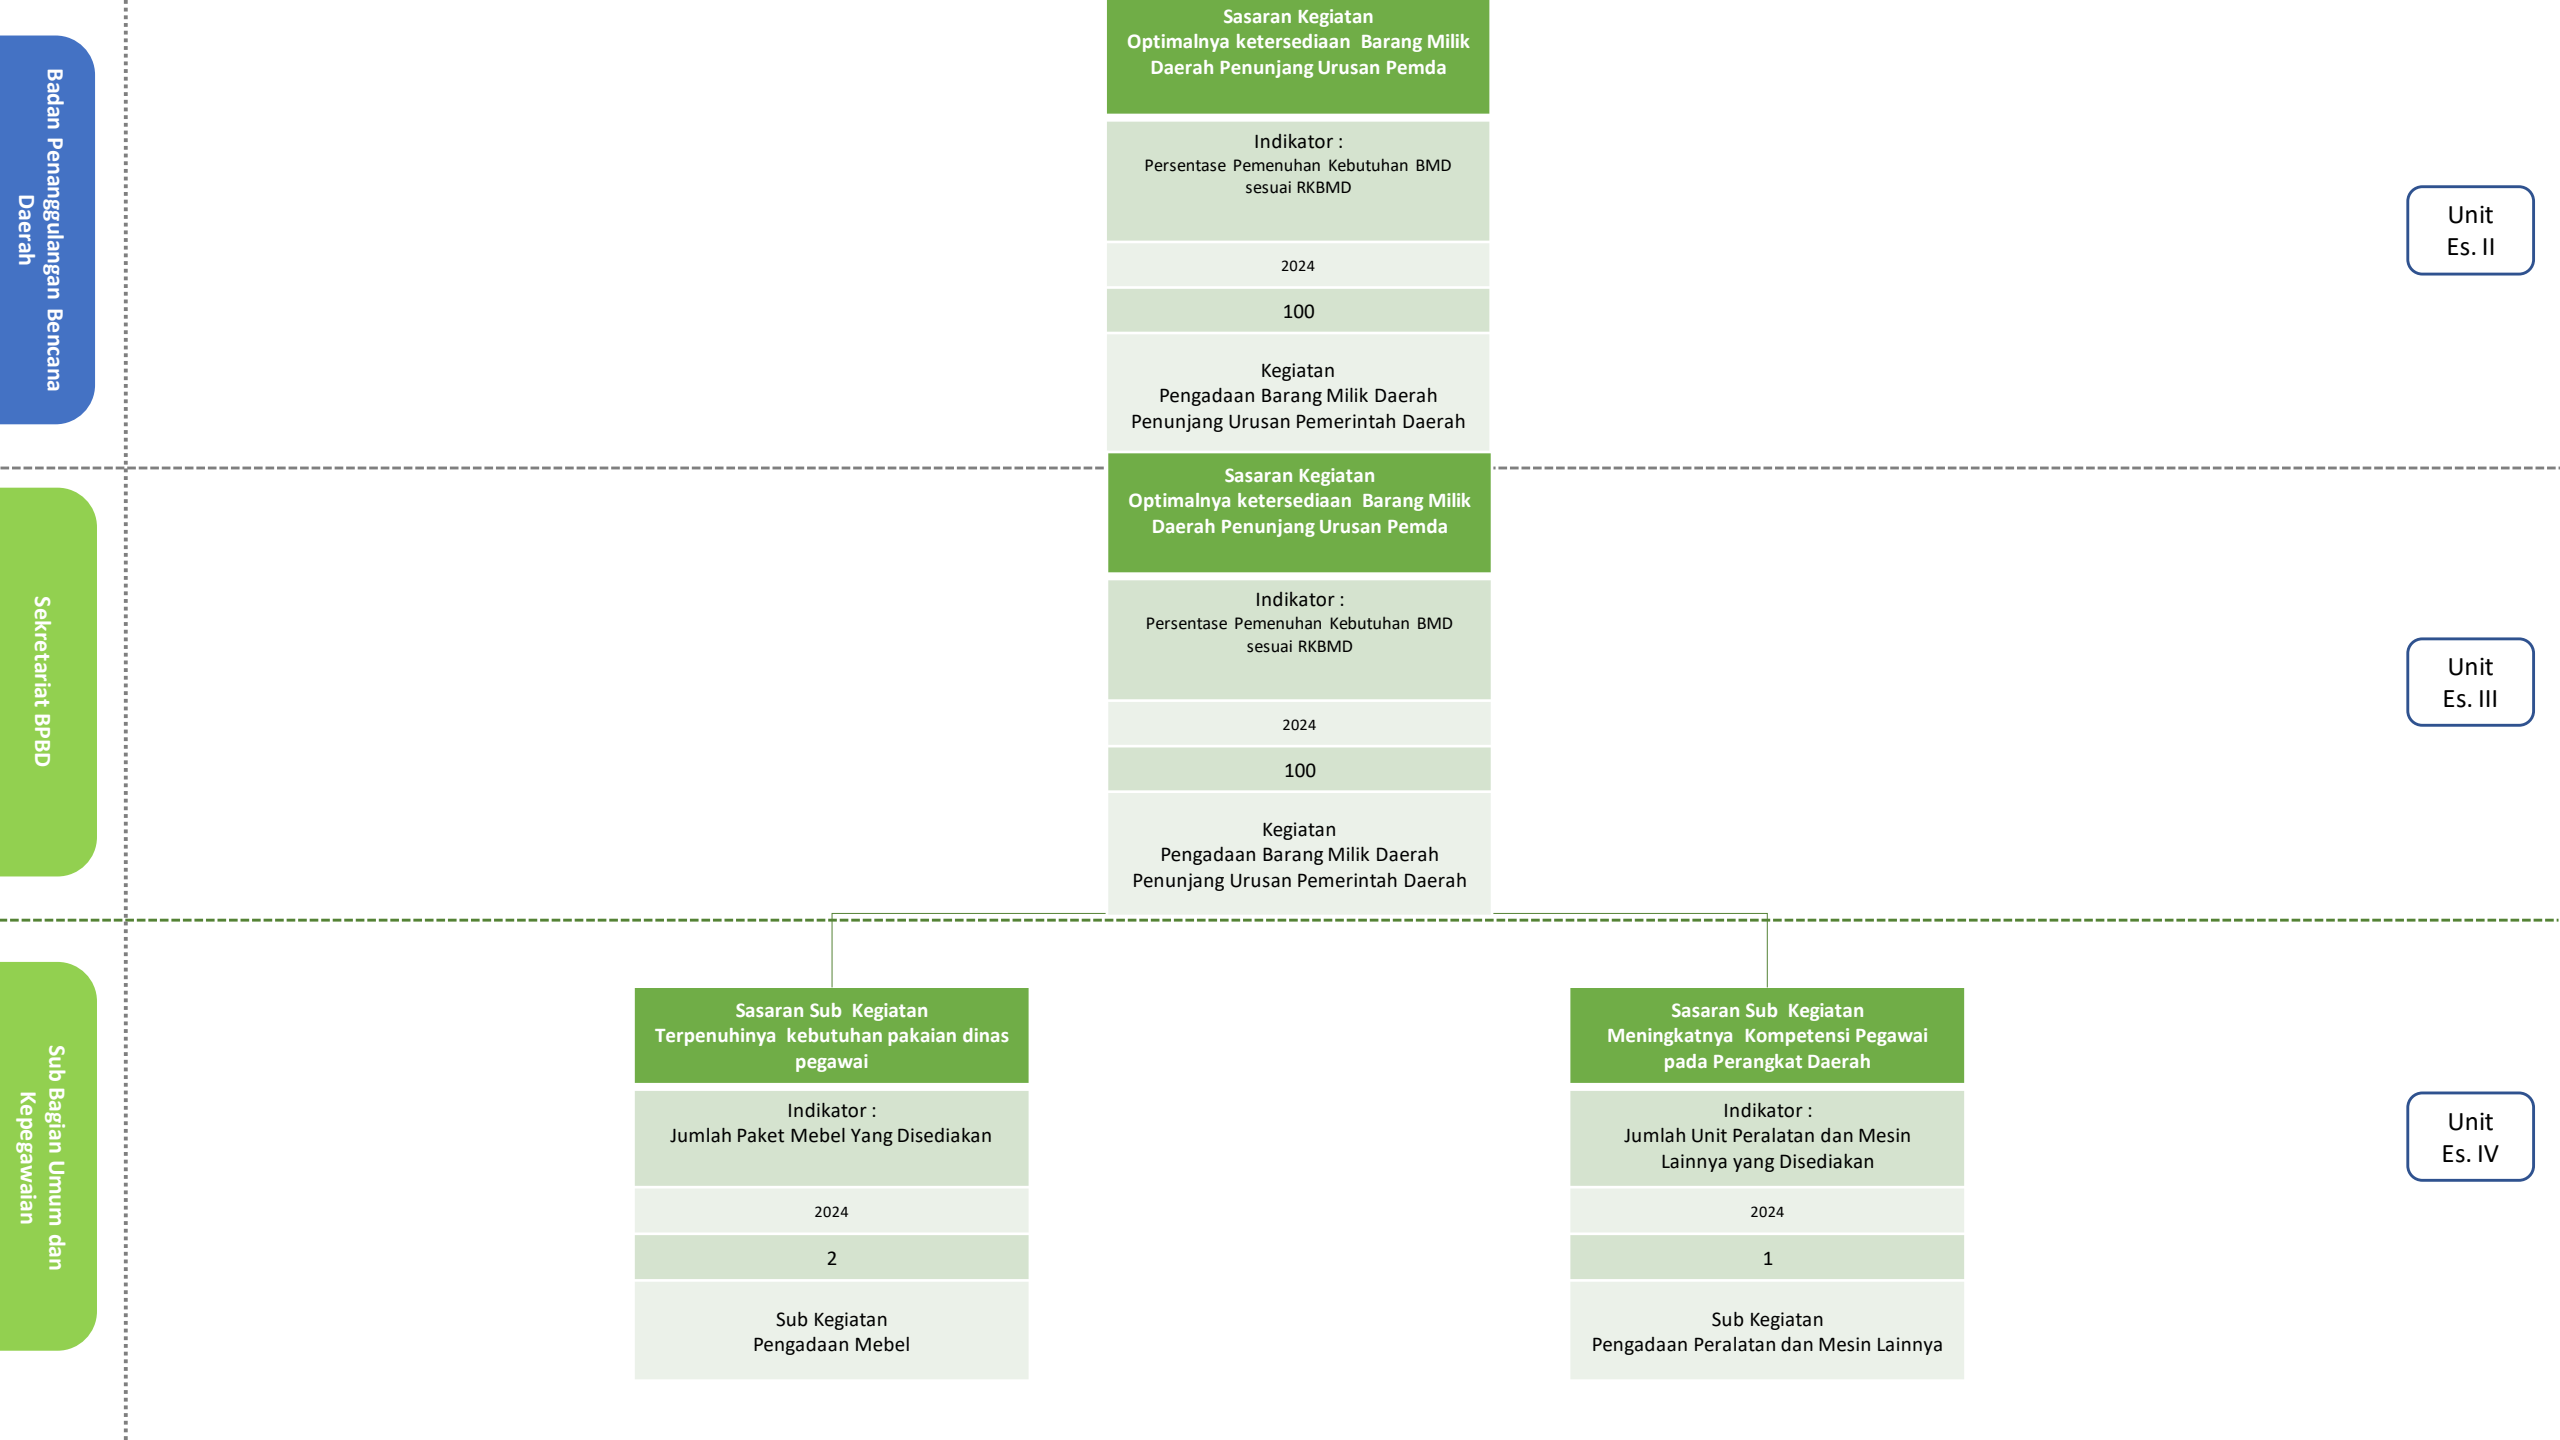 Badan Penanggulangan Bencana
Daerah
Sasaran Kegiatan
Optimalnya ketersediaan Barang Milik
Daerah Penunjang Urusan Pemda
Indikator :
Persentase Pemenuhan Kebutuhan BMD
sesuai RKBMD
2024
100
Kegiatan
Pengadaan Barang Milik Daerah
Penunjang Urusan Pemerintah Daerah
Unit
Es. II
Sekretariat BPBD
Sasaran Kegiatan
Optimalnya ketersediaan Barang Milik
Daerah Penunjang Urusan Pemda
Indikator :
Persentase Pemenuhan Kebutuhan BMD
sesuai RKBMD
2024
100
Kegiatan
Pengadaan Barang Milik Daerah
Penunjang Urusan Pemerintah Daerah
Unit
Es. III
Sub Bagian Umum dan
Kepegawaian
Sasaran Sub Kegiatan
Terpenuhinya kebutuhan pakaian dinas
pegawai
Indikator :
Jumlah Paket Mebel Yang Disediakan
2024
2
Sub Kegiatan
Pengadaan Mebel
Sasaran Sub Kegiatan
Meningkatnya Kompetensi Pegawai
pada Perangkat Daerah
Indikator :
Jumlah Unit Peralatan dan Mesin
Lainnya yang Disediakan
2024
1
Sub Kegiatan
Pengadaan Peralatan dan Mesin Lainnya
Unit
Es. IV